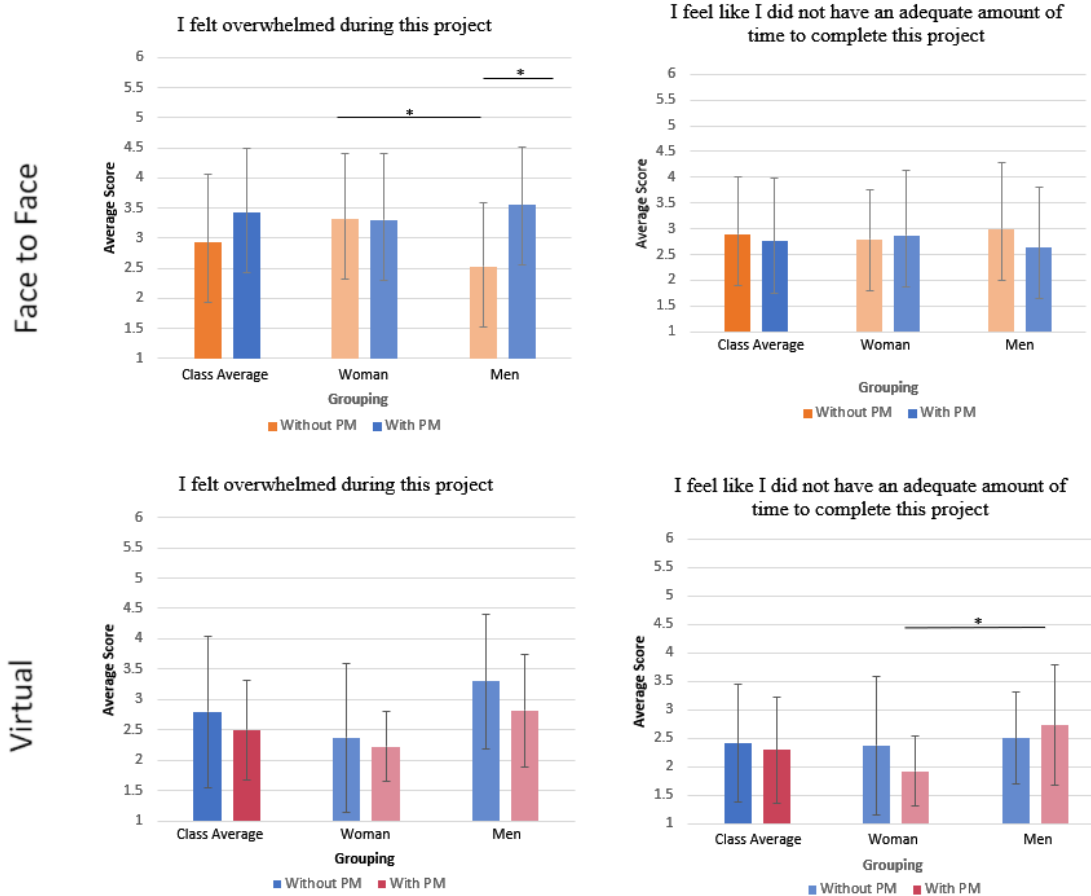 Face to Face
I felt overwhelmed during this project
Average Score
6
5.5
5
4.5
4
3.5
3
2.5
2
1.5
1
*
*
Class Average Woman Men
Grouping
Without PM With PM
I feel like I did not have an adequate amount of
time to complete this project
Average Score
6
5.5
5
4.5
4
3.5
3
2.5
2
1.5
1
Class Average Woman Men
Grouping
Without PM With PM
Virtual
I felt overwhelmed during this project
Average Score
6
5.5
5
4.5
4
3.5
3
2.5
2
1.5
1
Class Average Woman Men
Grouping
Without PM With PM
I feel like I did not have an adequate amount of
time to complete this project
Average Score
6
5.5
5
4.5
4
3.5
3
2.5
2
1.5
1
*
Class Average Woman Men
Grouping
Without PM With PM